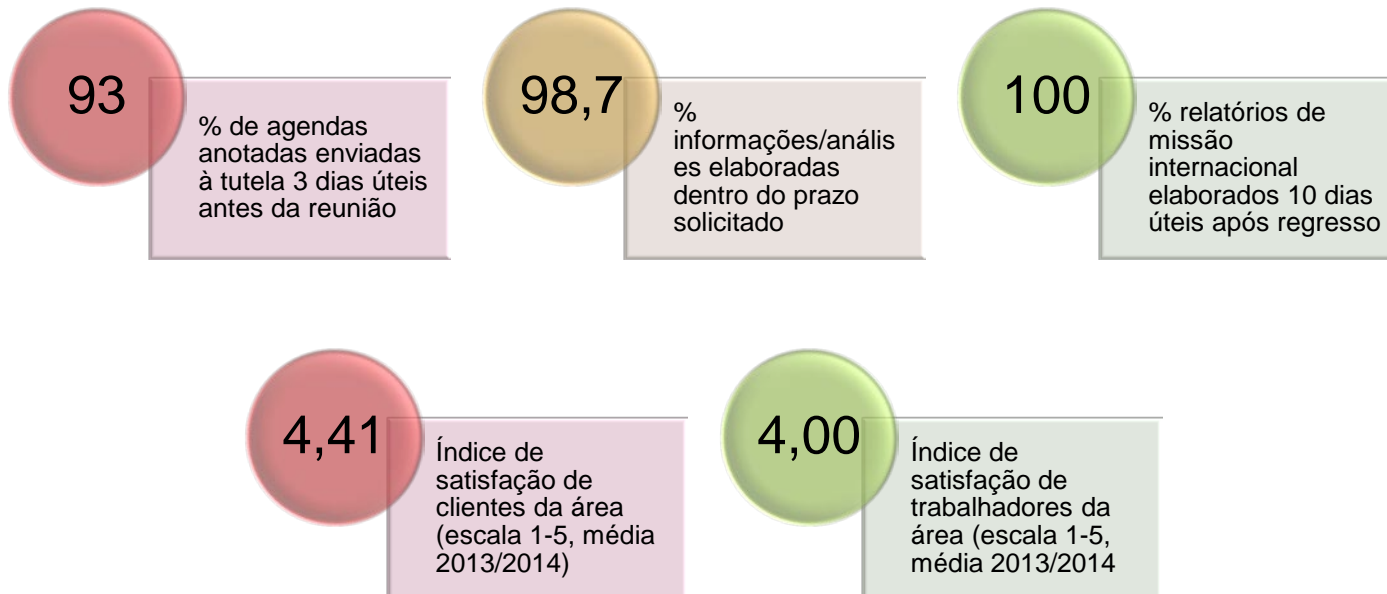 93
% de agendas
anotadas enviadas
à tutela 3 dias úteis
antes da reunião
98,7
%
informações/anális
es elaboradas
dentro do prazo
solicitado
100
% relatórios de
missão
internacional
elaborados 10 dias
úteis após regresso
4,41
Índice de
satisfação de
clientes da área
(escala 1-5, média
2013/2014)
4,00
Índice de
satisfação de
trabalhadores da
área (escala 1-5,
média 2013/2014